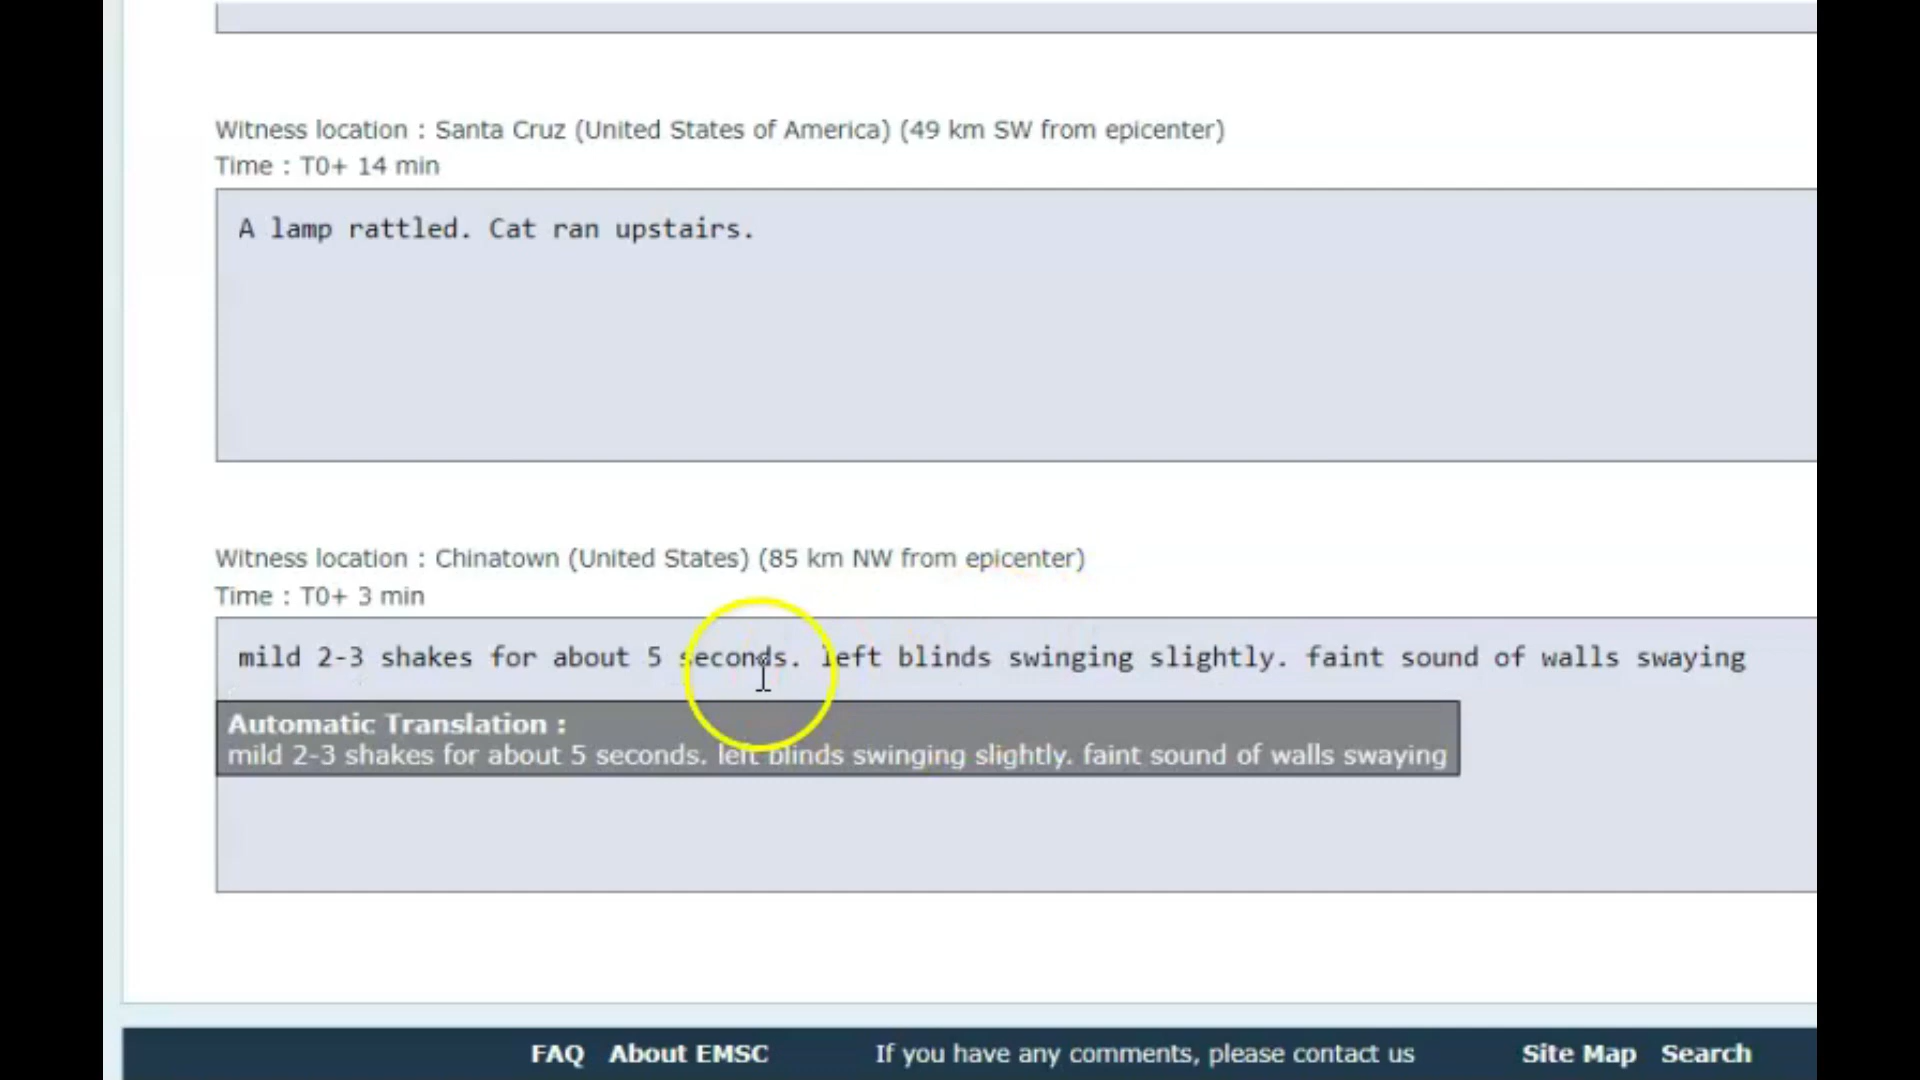 Witness location : Santa Cruz (United States of America) (49 km SW from epicenter)
Time : T0+ 14 min
A lamp rattled. Cat ran upstairs.
Witness location : Chinatown (United States) (85 km NW from epicenter)
Time : T0+ 3 min
mild 2-3 shakes for about 5 seconds. left blinds swinging slightly. faint sound of walls swaying
Automatic Translation :
mild 2-3 shakes for about 5 seconds. left blinds swinging slightly. faint sound of walls swaying
FAQ About EMSC If you have any comments, please contact us Site Map Search